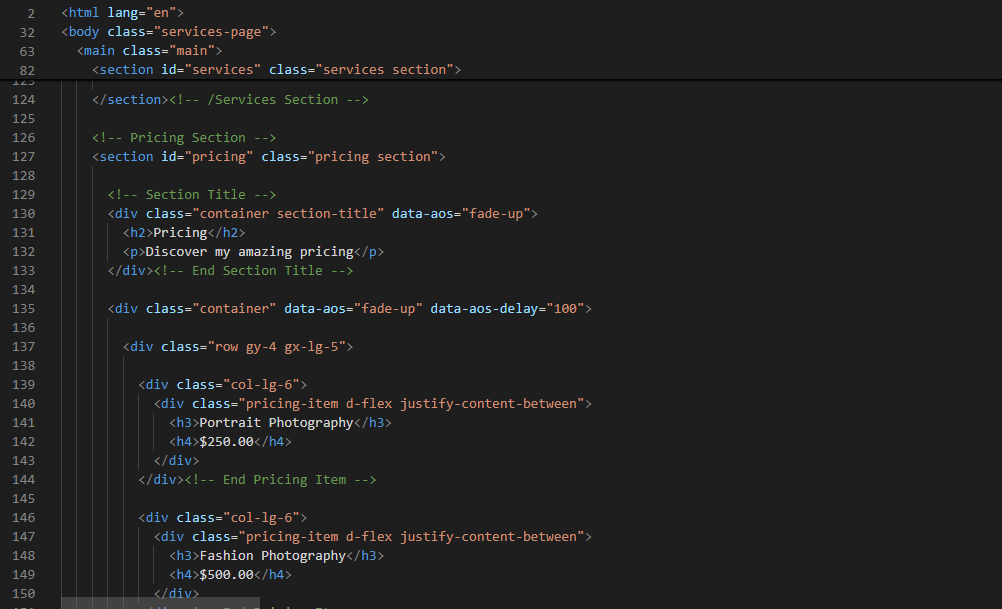 2 <html lang="en">
32 <body class="services-page">
63 <main class="main">
82 <section id="services" class="services section">
124 </section><!-- /Services Section -->
125
126 <!-- Pricing Section -->
127 <section id="pricing" class="pricing section">
128
129 <!-- Section Title -->
130 <div class="container section-title" data-aos="fade-up">
131 <h2>Pricing</h2>
132 <p>Discover my amazing pricing</p>
133 </div><!-- End Section Title -->
134
135 <div class="container" data-aos="fade-up" data-aos-delay="100">
136
137 <div class="row gy-4 gx-lg-5">
138
139 <div class="col-lg-6">
140 <div class="pricing-item d-flex justify-content-between">
141 <h3>Portrait Photography</h3>
142 <h4>$250.00</h4>
143 </div>
144 </div><!-- End Pricing Item -->
145
146 <div class="col-lg-6">
147 <div class="pricing-item d-flex justify-content-between">
148 <h3>Fashion Photography</h3>
149 <h4>$500.00</h4>
150 </div>